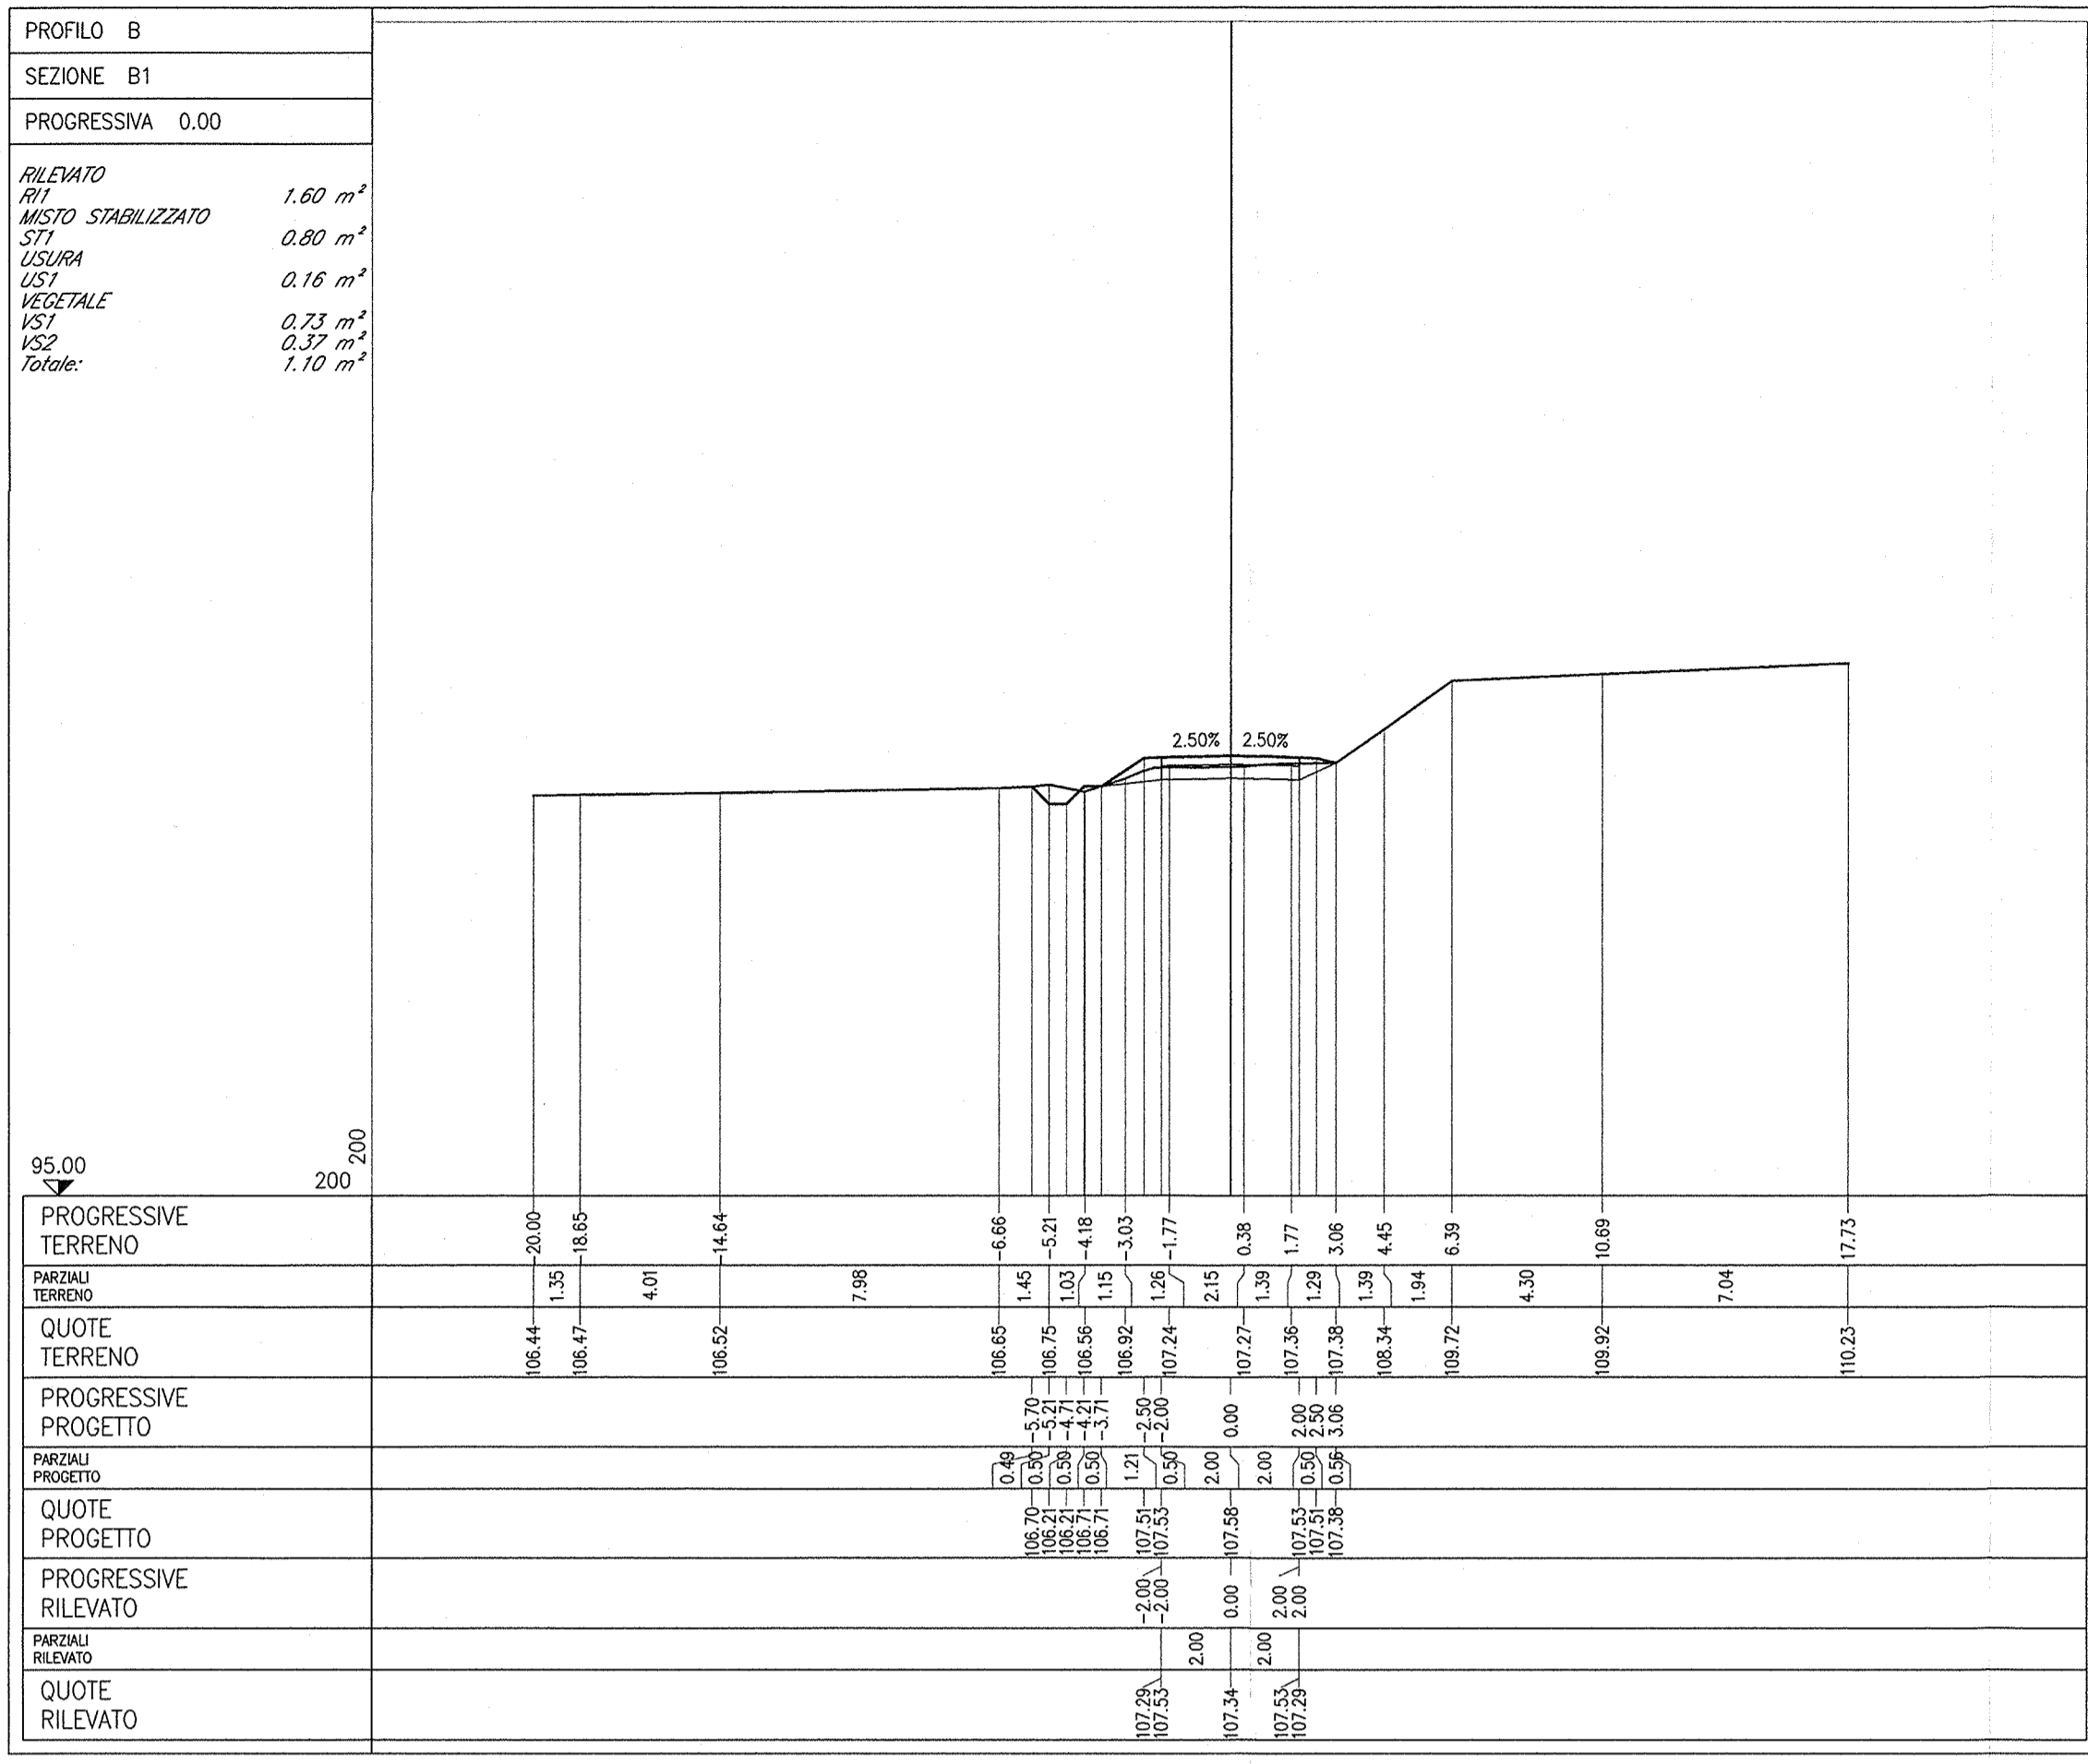 PROFILO B
SEZIONE B1
PROGRESSIVA 0.00
RILEVATO
RI1 1.60 m²
MISTO STABILIZZATO
ST1 0.80 m²
USURA
US1 0.16 m²
VEGETALE
VS1 0.73 m²
VS2 0.37 m²
Totale: 1.10 m²
2.50% 2.50%
95.00
200
200
PROGRESSIVE
TERRENO
-20.00 -18.65 -14.64 -6.66 -5.21 -4.18 -3.03 -1.77 0.38 1.77 3.06 4.45 6.39 10.69 17.73
PARZIALI
TERRENO
1.35 4.01 7.98 1.45 1.03 1.15 1.26 2.15 1.39 1.29 1.39 1.94 4.30 7.04
QUOTE
TERRENO
106.44 106.47 106.52 106.65 106.75 106.56 106.92 107.24 107.27 107.36 107.38 108.34 109.72 109.92 110.23
PROGRESSIVE
PROGETTO
-5.70 -5.21 -4.71 -4.21 -3.71 -2.50 -2.00 0.00 2.00 2.50 3.06
PARZIALI
PROGETTO
0.49 0.50 0.50 0.50 1.21 0.50 2.00 2.00 0.50 0.56
QUOTE
PROGETTO
106.70 106.21 106.21 106.71 106.71 107.51 107.53 107.58 107.53 107.51 107.38
PROGRESSIVE
RILEVATO
-2.00 -2.00 0.00 2.00 2.00
PARZIALI
RILEVATO
2.00 2.00
QUOTE
RILEVATO
107.29 107.53 107.34 107.53 107.29